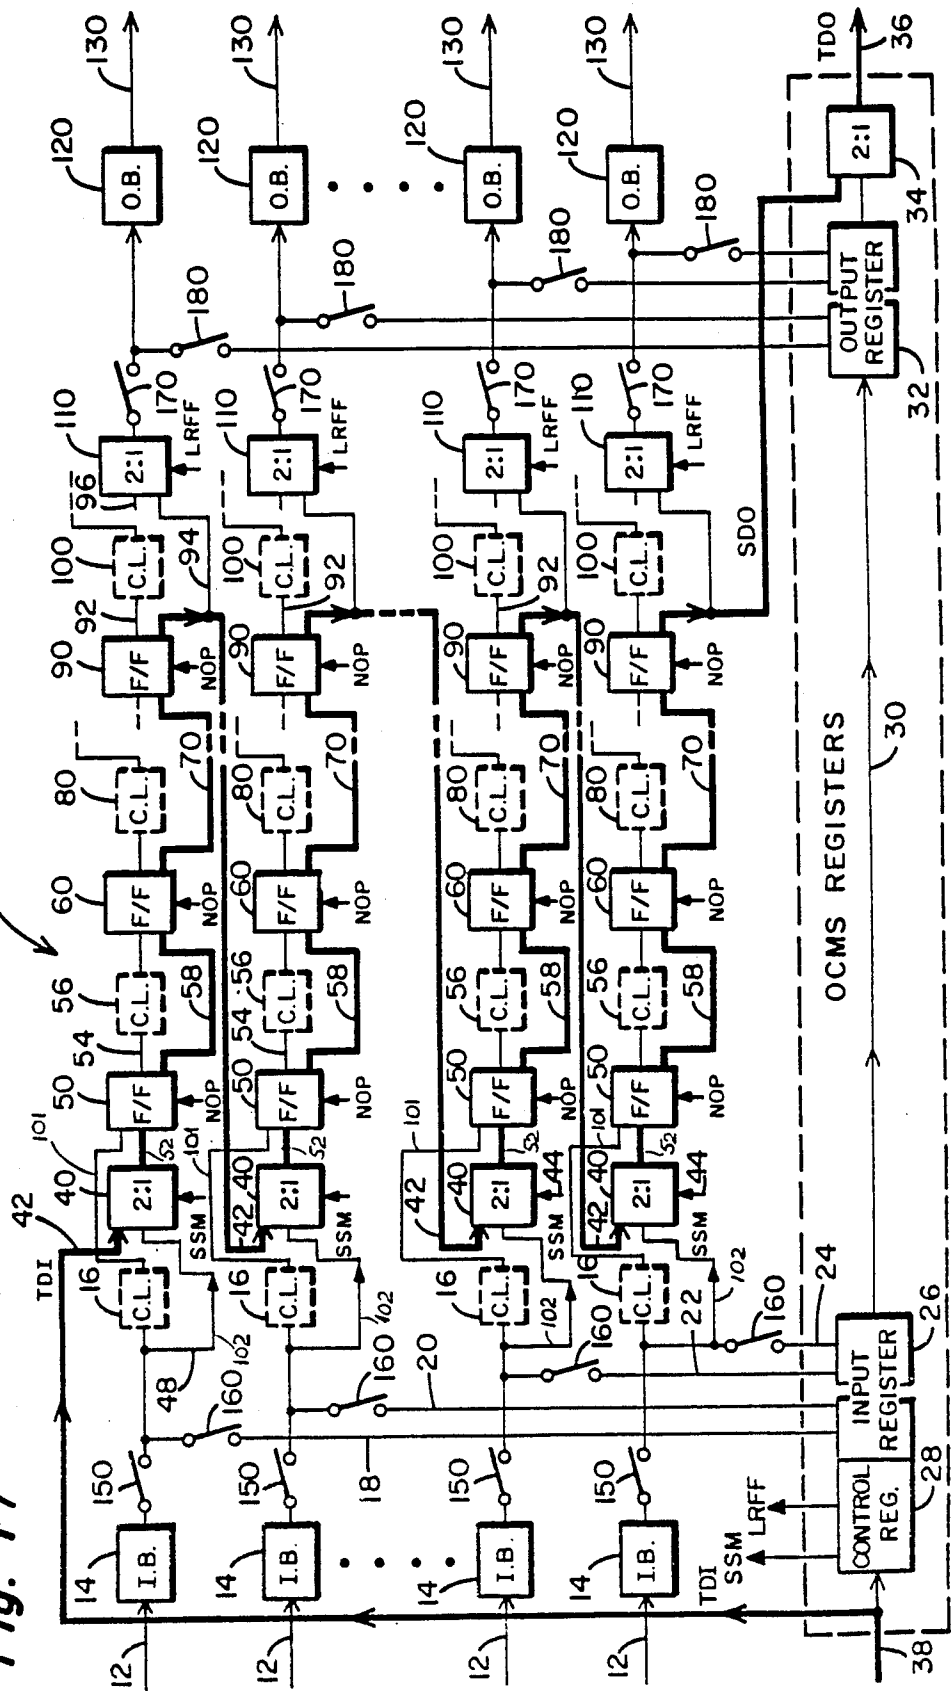 Fig.
TDI
12 14 I.B. 150 160 48 102 16 C.L. 42 40 2:1 SSM 101 52 50 F/F NOP 54 56 C.L. 58 60 F/F NOP 80 C.L. 70 90 F/F NOP 92 100 C.L. 94 96 110 2:1 LRFF 170 180 120 O.B. 130
12 14 I.B. 150 160 18 20 102 16 C.L. 42 40 2:1 SSM 101 52 50 F/F NOP 54 56 C.L. 58 60 F/F NOP 80 C.L. 70 90 F/F NOP 92 100 C.L. 110 2:1 LRFF 170 180 120 O.B. 130
12 14 I.B. 150 160 22 102 16 C.L. 42 40 2:1 44 SSM 101 52 50 F/F NOP 56 C.L. 58 60 F/F NOP 80 C.L. 70 90 F/F NOP 92 100 C.L. 110 2:1 LRFF 170 180 120 O.B. 130
12 14 I.B. 150 160 24 102 16 C.L. 42 40 2:1 44 SSM 101 52 50 F/F NOP 56 C.L. 58 60 F/F NOP 80 C.L. 70 90 F/F NOP 100 C.L. 110 2:1 LRFF 170 180 120 O.B. 130
TDI
SSM
LRFF
SDO
OCMS REGISTERS
TDO
38
CONTROL
REG.
28
INPUT
REGISTER
26
30
OUTPUT
REGISTER
32
2:1
34
36